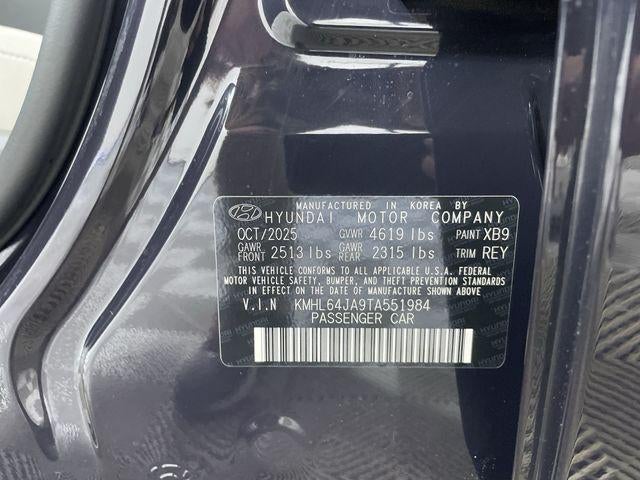 MANUFACTURED IN KOREA BY
HYUNDAI MOTOR COMPANY
OCT/2025 GVWR 4619 lbs PAINT XB9
GAWR FRONT 2513 lbs GAWR REAR 2315 lbs TRIM REY
THIS VEHICLE CONFORMS TO ALL APPLICABLE U.S.A. FEDERAL
MOTOR VEHICLE SAFETY, BUMPER, AND THEFT PREVENTION STANDARDS
IN EFFECT ON THE DATE OF MANUFACTURE SHOWN ABOVE.
V.I.N KMHL64JA9TA551984
PASSENGER CAR